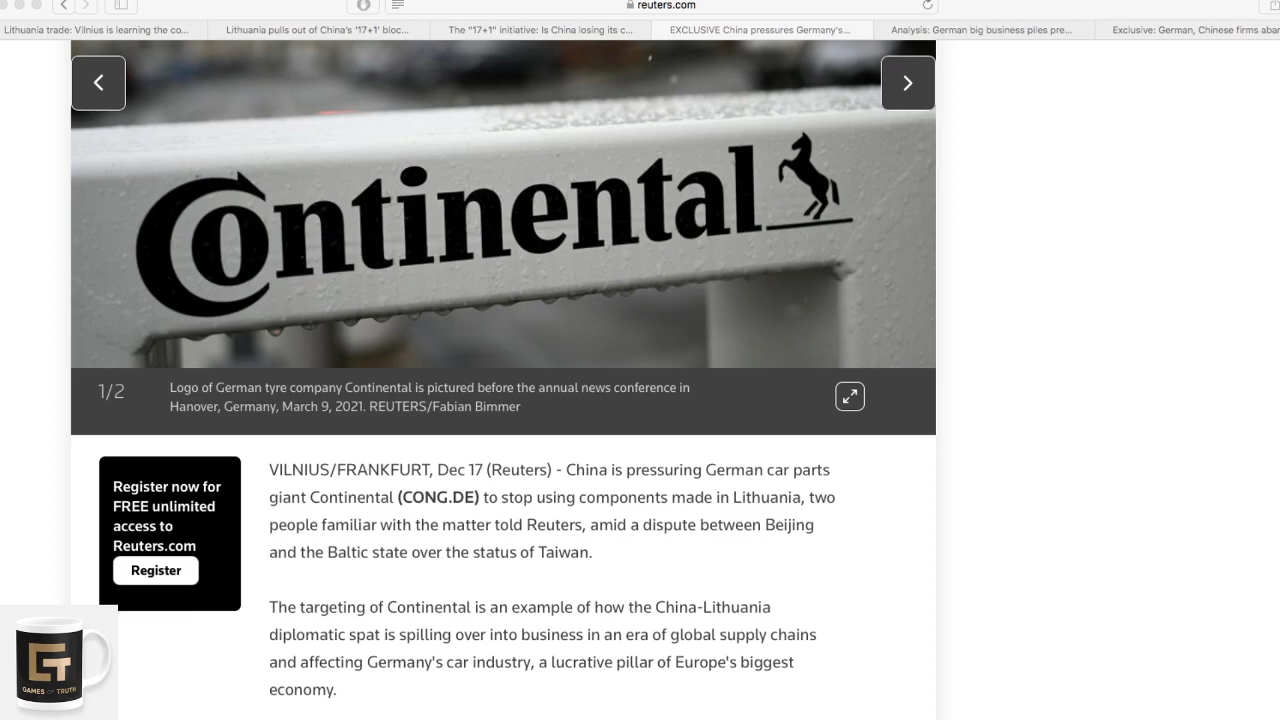 reuters.com
Lithuania trade: Vilnius is learning the co...
Lithuania pulls out of China's '17+1' bloc...
The "17+1" initiative: Is China losing its c...
EXCLUSIVE China pressures Germany's...
Analysis: German big business piles pre...
Exclusive: German, Chinese firms aban
Continental
1/2
Logo of German tyre company Continental is pictured before the annual news conference in
Hanover, Germany, March 9, 2021. REUTERS/Fabian Bimmer
Register now for
FREE unlimited
access to
Reuters.com
Register
VILNIUS/FRANKFURT, Dec 17 (Reuters) - China is pressuring German car parts
giant Continental (CONG.DE) to stop using components made in Lithuania, two
people familiar with the matter told Reuters, amid a dispute between Beijing
and the Baltic state over the status of Taiwan.
The targeting of Continental is an example of how the China-Lithuania
diplomatic spat is spilling over into business in an era of global supply chains
and affecting Germany's car industry, a lucrative pillar of Europe's biggest
economy.
GT
GAMES OF TRUTH